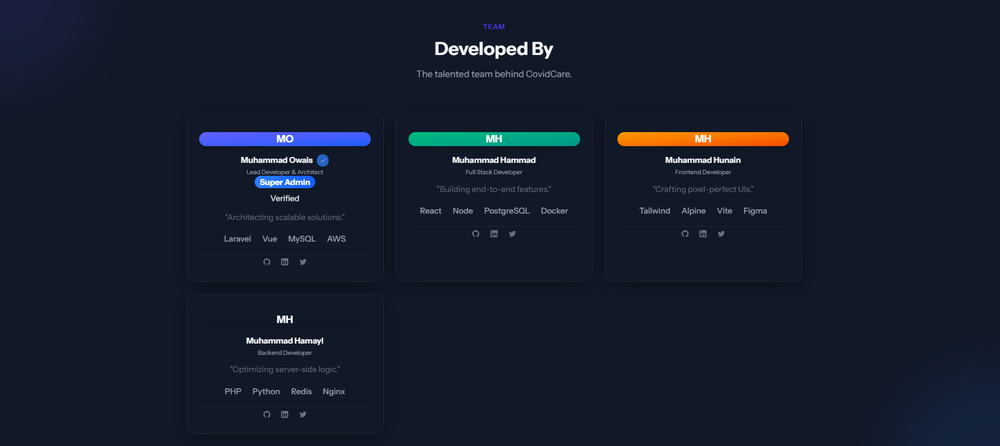 TEAM
Developed By
The talented team behind CovidCare.
MO
Muhammad Owais
Lead Developer & Architect
Super Admin
Verified
"Architecting scalable solutions."
Laravel Vue MySQL AWS
MH
Muhammad Hammad
Full Stack Developer
"Building end-to-end features."
React Node PostgreSQL Docker
MH
Muhammad Hunain
Frontend Developer
"Crafting pixel-perfect UIs."
Tailwind Alpine Vite Figma
MH
Muhammad Hamayl
Backend Developer
"Optimizing server-side logic."
PHP Python Redis Nginx